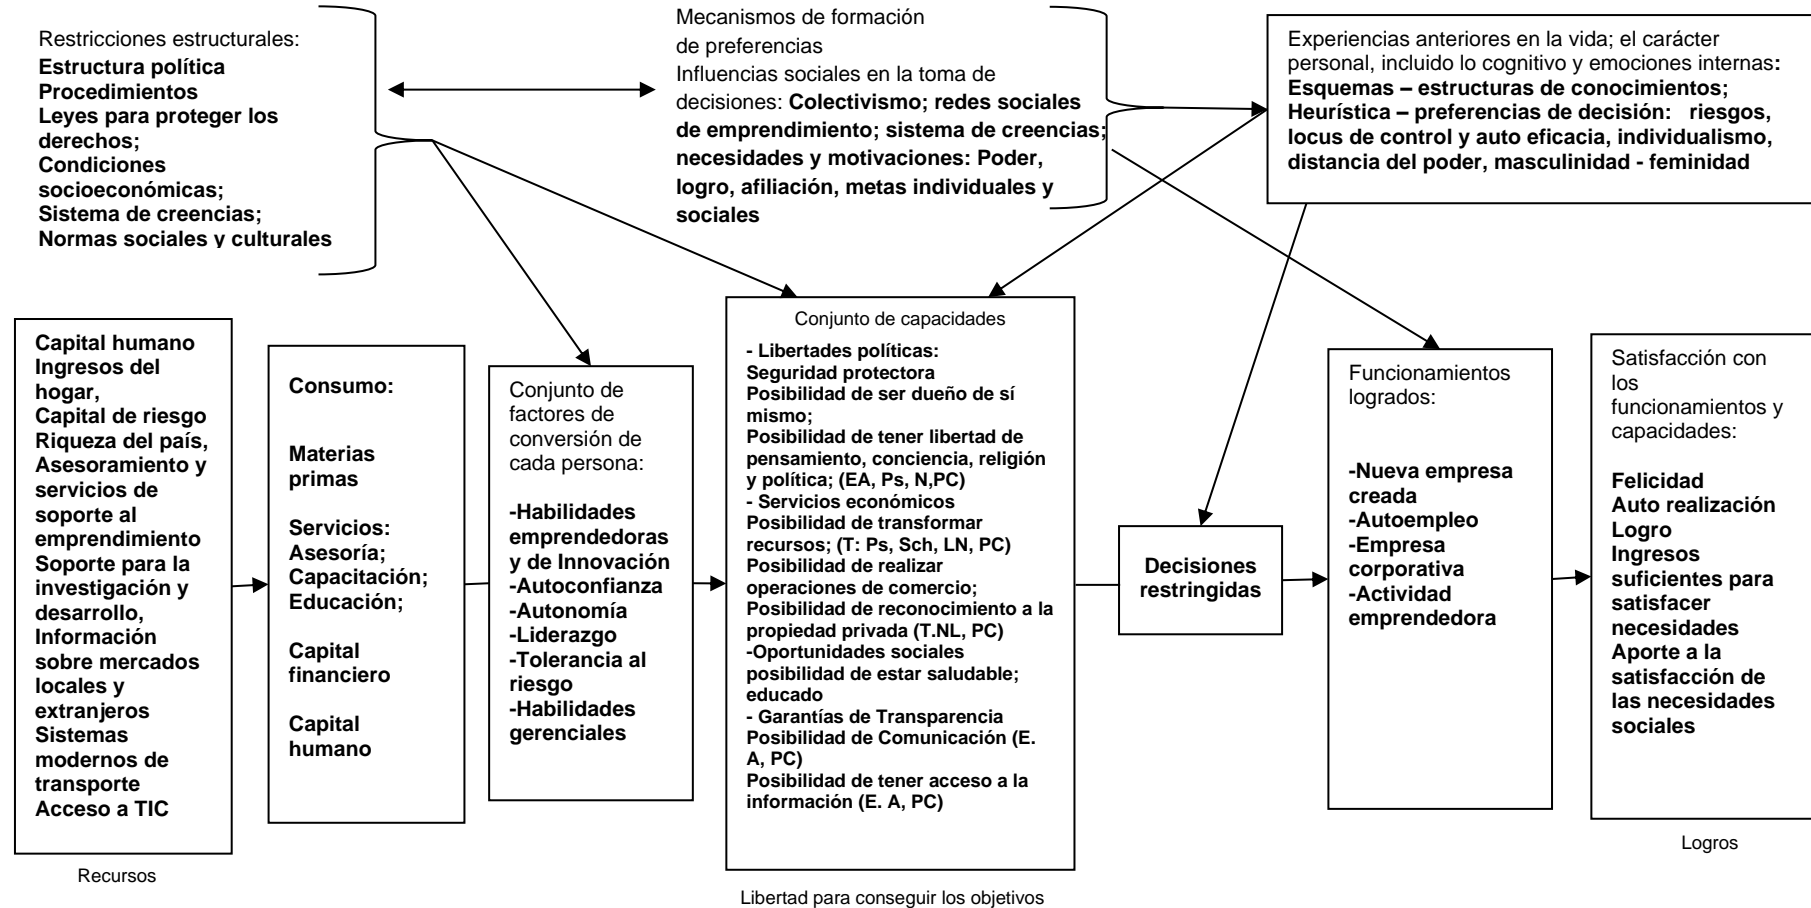 Restricciones estructurales:
Estructura política
Procedimientos
Leyes para proteger los
derechos;
Condiciones
socioeconómicas;
Sistema de creencias;
Normas sociales y culturales
Mecanismos de formación
de preferencias
Influencias sociales en la toma de
decisiones: Colectivismo; redes sociales
de emprendimiento; sistema de creencias;
necesidades y motivaciones: Poder,
logro, afiliación, metas individuales y
sociales
Experiencias anteriores en la vida; el carácter
personal, incluido lo cognitivo y emociones internas:
Esquemas – estructuras de conocimientos;
Heurística – preferencias de decisión: riesgos,
locus de control y auto eficacia, individualismo,
distancia del poder, masculinidad - feminidad
Capital humano
Ingresos del
hogar,
Capital de riesgo
Riqueza del país,
Asesoramiento y
servicios de
soporte al
emprendimiento
Soporte para la
investigación y
desarrollo,
Información
sobre mercados
locales y
extranjeros
Sistemas
modernos de
transporte
Acceso a TIC
Recursos
Consumo:
Materias
primas
Servicios:
Asesoría;
Capacitación;
Educación;
Capital
financiero
Capital
humano
Conjunto de
factores de
conversión de
cada persona:
-Habilidades
emprendedoras
y de Innovación
-Autoconfianza
-Autonomía
-Liderazgo
-Tolerancia al
riesgo
-Habilidades
gerenciales
Conjunto de capacidades
- Libertades políticas:
Seguridad protectora
Posibilidad de ser dueño de sí
mismo;
Posibilidad de tener libertad de
pensamiento, conciencia, religión
y política; (EA, Ps, N,PC)
- Servicios económicos
Posibilidad de transformar
recursos; (T: Ps, Sch, LN, PC)
Posibilidad de realizar
operaciones de comercio;
Posibilidad de reconocimiento a la
propiedad privada (T.NL, PC)
-Oportunidades sociales
posibilidad de estar saludable;
educado
- Garantías de Transparencia
Posibilidad de Comunicación (E.
A, PC)
Posibilidad de tener acceso a la
información (E. A, PC)
Libertad para conseguir los objetivos
Decisiones
restringidas
Funcionamientos
logrados:
-Nueva empresa
creada
-Autoempleo
-Empresa
corporativa
-Actividad
emprendedora
Satisfacción con
los
funcionamientos y
capacidades:
Felicidad
Auto realización
Logro
Ingresos
suficientes para
satisfacer
necesidades
Aporte a la
satisfacción de
las necesidades
sociales
Logros